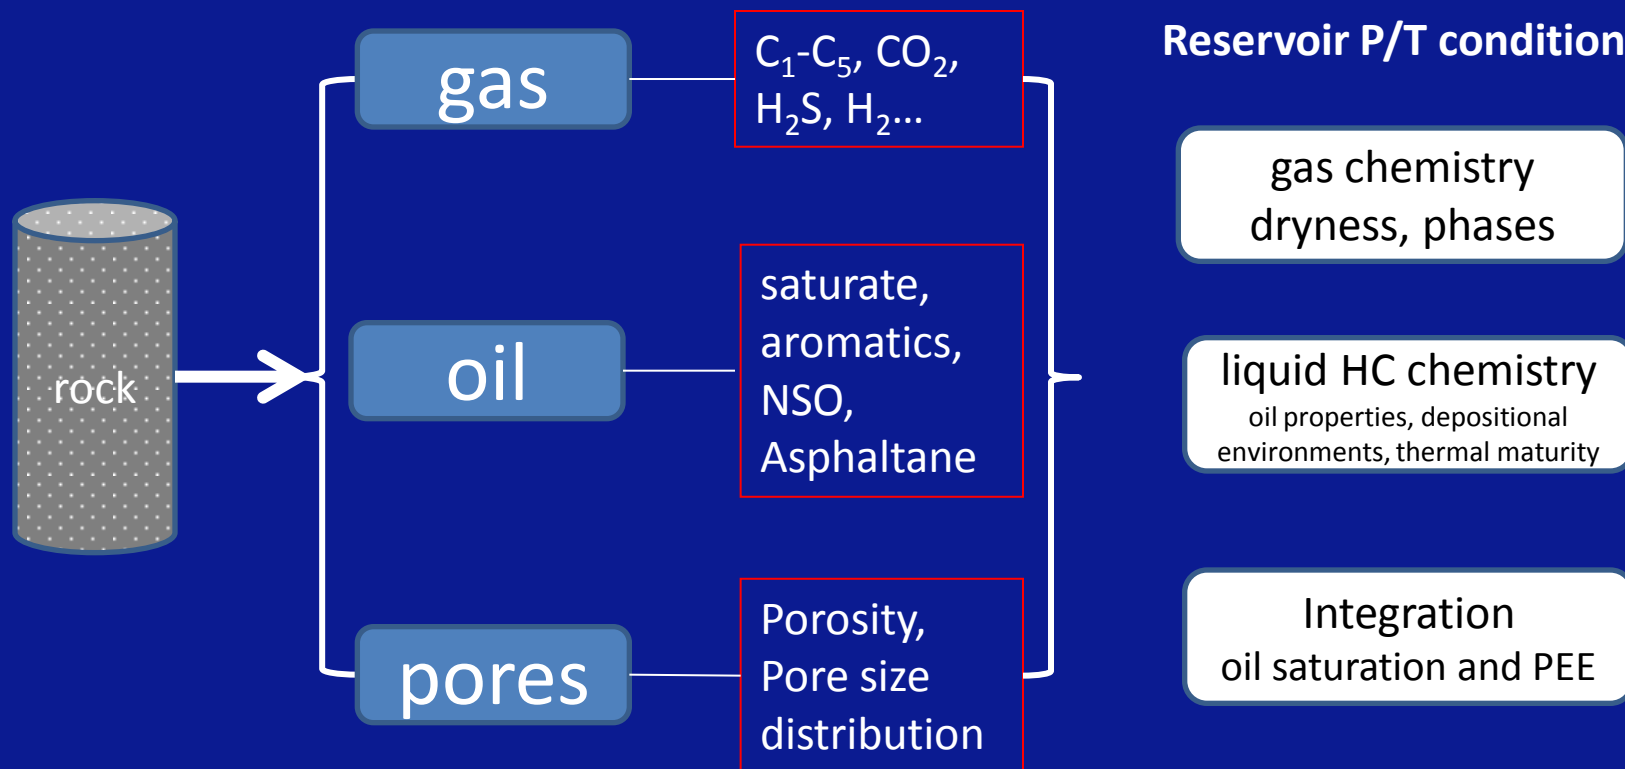 rock
gas
C₁-C₅, CO₂,
H₂S, H₂...
oil
saturate,
aromatics,
NSO,
Asphaltane
pores
Porosity,
Pore size
distribution
Reservoir P/T condition
gas chemistry
dryness, phases
liquid HC chemistry
oil properties, depositional
environments, thermal maturity
Integration
oil saturation and PEE